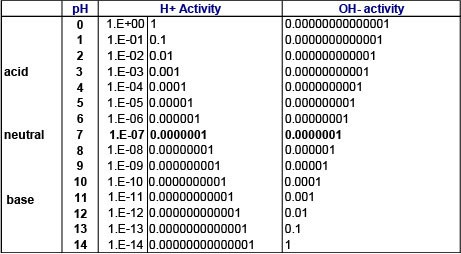 pH H+ Activity OH- activity
0 1.E+00 1 0.00000000000001
1 1.E-01 0.1 0.0000000000001
2 1.E-02 0.01 0.000000000001
acid 3 1.E-03 0.001 0.00000000001
4 1.E-04 0.0001 0.0000000001
5 1.E-05 0.00001 0.000000001
6 1.E-06 0.000001 0.00000001
neutral 7 1.E-07 0.0000001 0.0000001
8 1.E-08 0.00000001 0.000001
9 1.E-09 0.000000001 0.00001
10 1.E-10 0.0000000001 0.0001
base 11 1.E-11 0.00000000001 0.001
12 1.E-12 0.000000000001 0.01
13 1.E-13 0.0000000000001 0.1
14 1.E-14 0.00000000000001 1